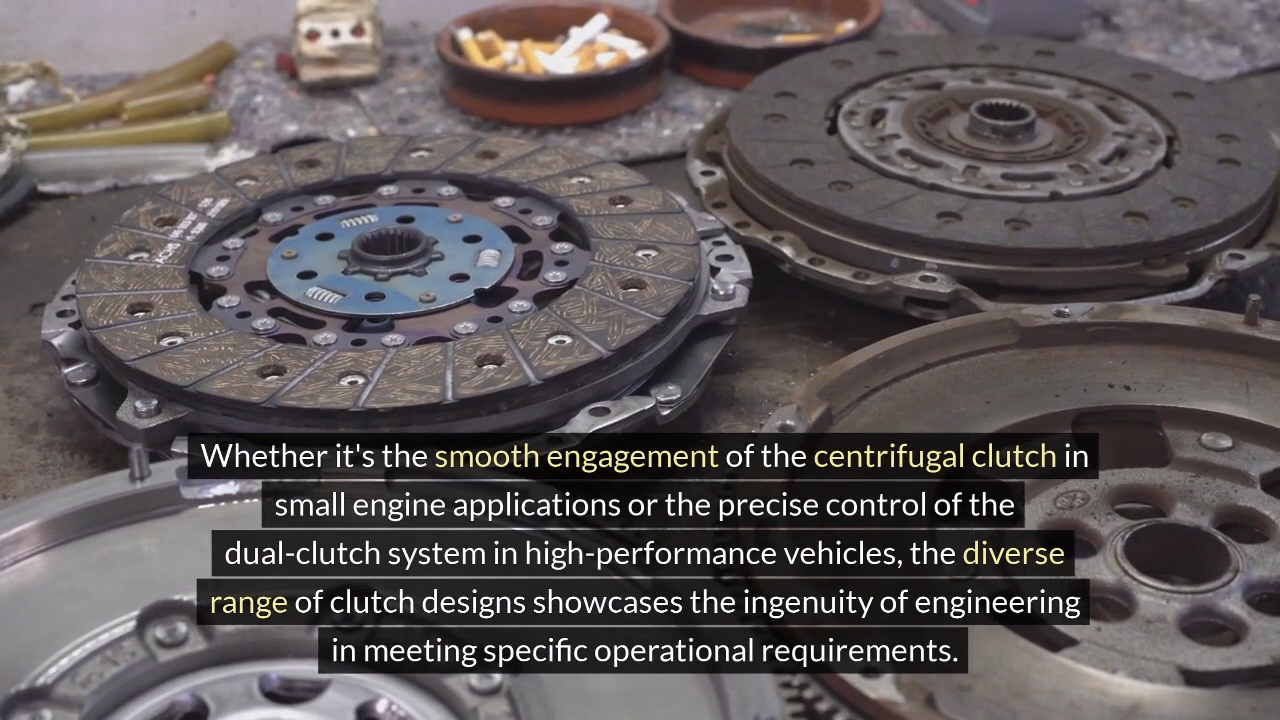 Whether it's the smooth engagement of the centrifugal clutch in
small engine applications or the precise control of the
dual-clutch system in high-performance vehicles, the diverse
range of clutch designs showcases the ingenuity of engineering
in meeting specific operational requirements.